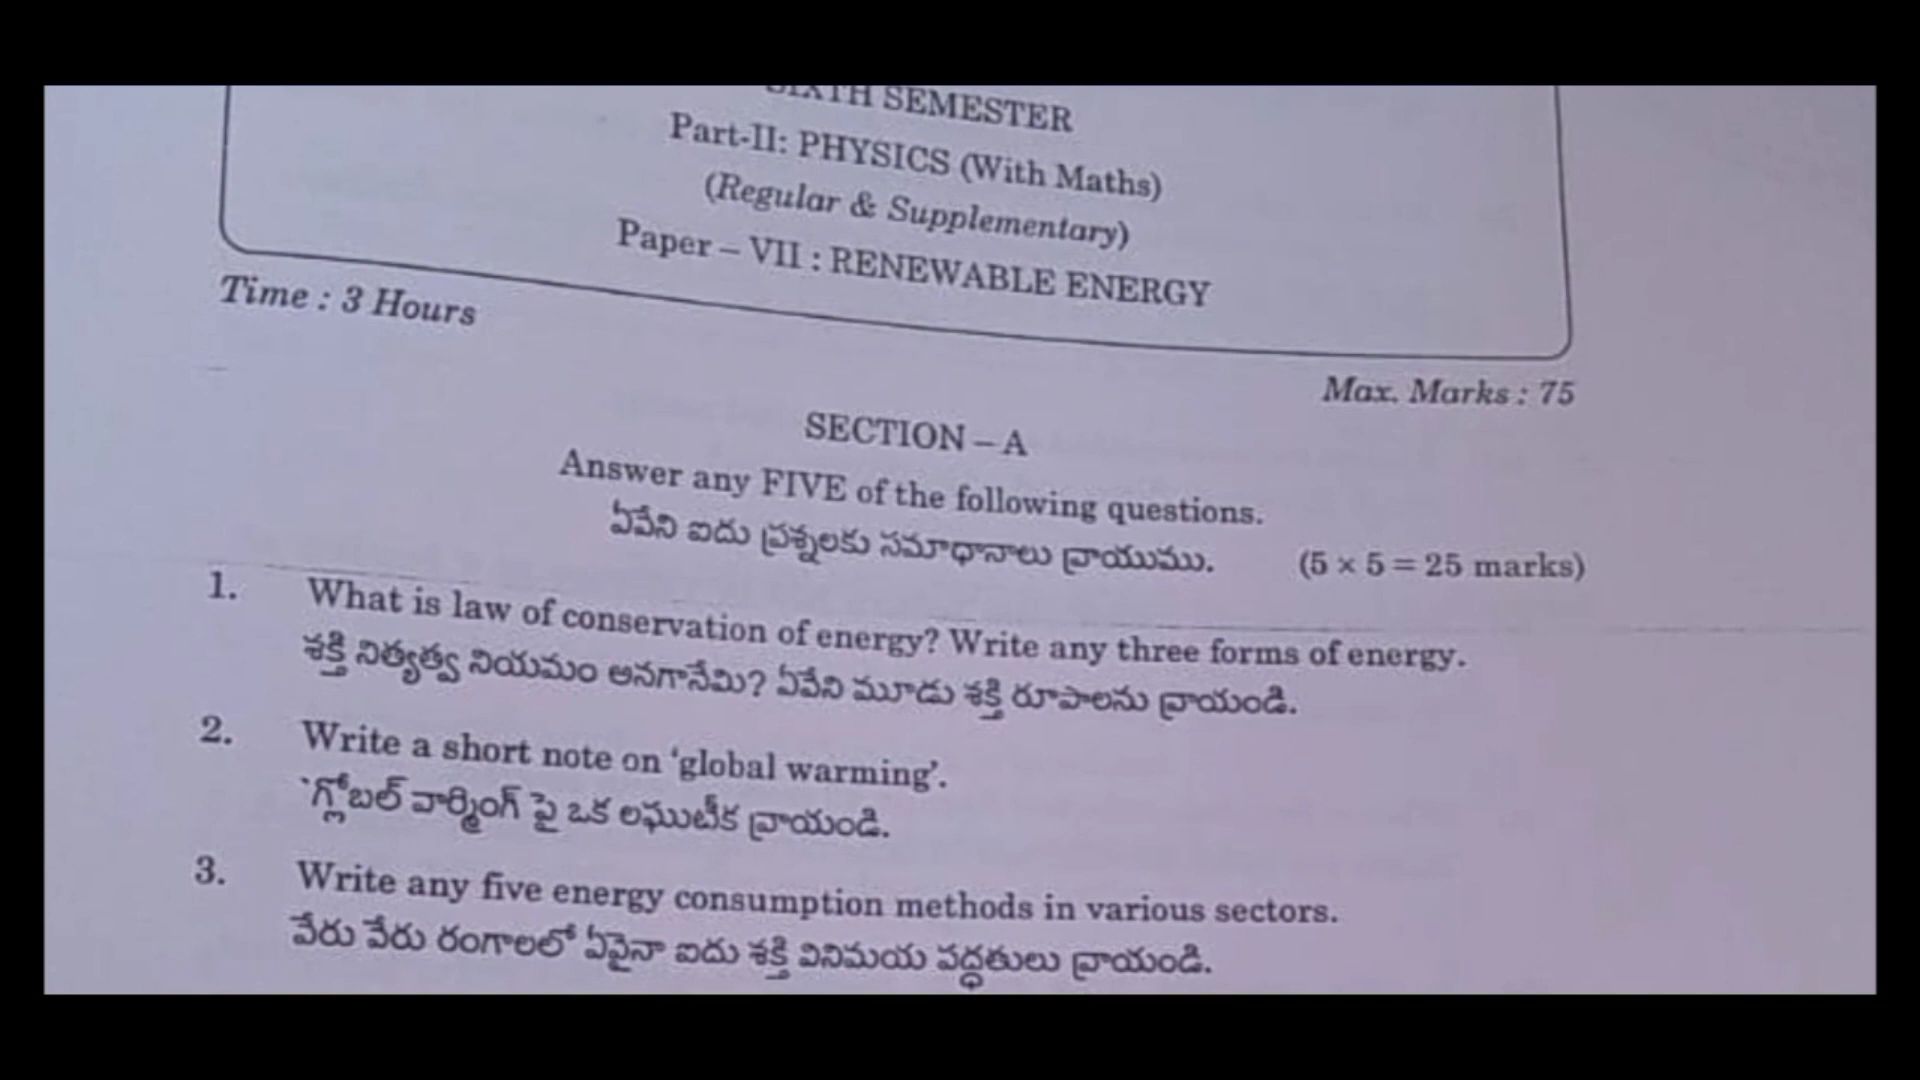 SIXTH SEMESTER
Part-II: PHYSICS (With Maths)
(Regular & Supplementary)
Paper – VII : RENEWABLE ENERGY
Time : 3 Hours
Max. Marks : 75
SECTION – A
Answer any FIVE of the following questions.
ఏవేని ఐదు ప్రశ్నలకు సమాధానాలు వ్రాయుము. (5 × 5 = 25 marks)
1. What is law of conservation of energy? Write any three forms of energy.
శక్తి నిత్యత్వ నియమం అనగానేమి? ఏవేని మూడు శక్తి రూపాలను వ్రాయండి.
2. Write a short note on ‘global warming’.
‘గ్లోబల్ వార్మింగ్ పై ఒక లఘుటీక వ్రాయండి.
3. Write any five energy consumption methods in various sectors.
వేరు వేరు రంగాలలో ఏవైనా ఐదు శక్తి వినిమయ పద్ధతులు వ్రాయండి.